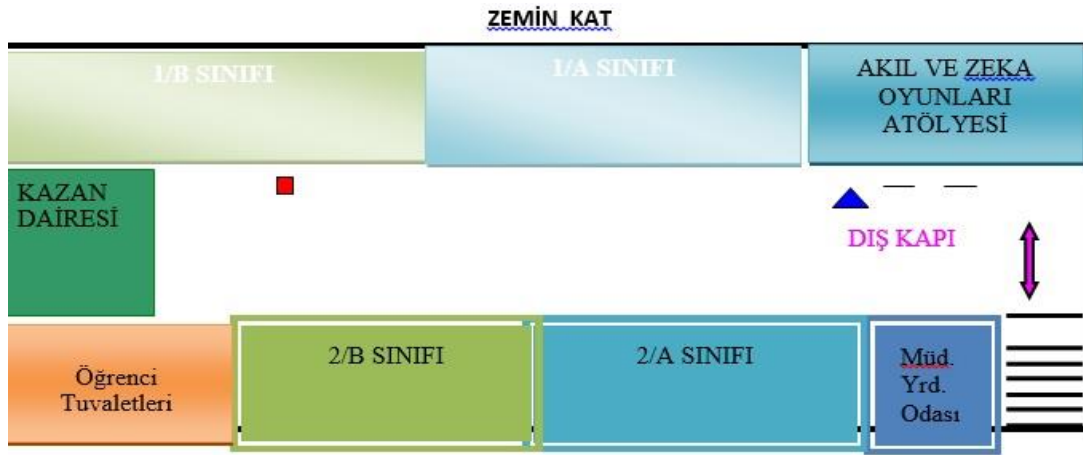 ZEMİN KAT
1/B SINIFI
1/A SINIFI
AKIL VE ZEKA
OYUNLARI
ATÖLYESİ
KAZAN
DAİRESİ
DIŞ KAPI
Öğrenci
Tuvaletleri
2/B SINIFI
2/A SINIFI
Müd.
Yrd.
Odası